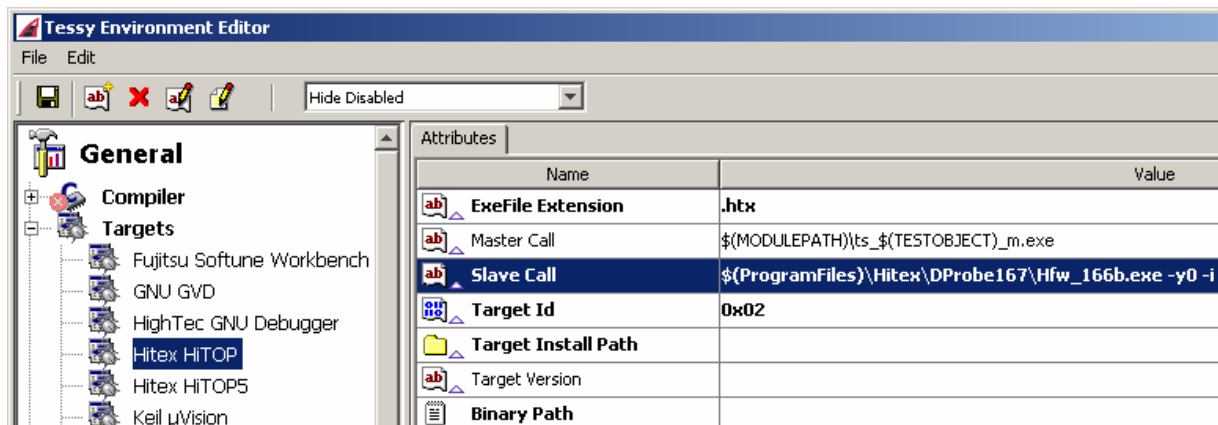 Tessy Environment Editor
File Edit
Hide Disabled
General
Compiler
Targets
Fujitsu Softune Workbench
GNU GVD
HighTec GNU Debugger
Hitex HiTOP
Hitex HiTOP5
Keil µVision
Attributes
Name Value
ExeFile Extension .htx
Master Call $(MODULEPATH)\ts_$(TESTOBJECT)_m.exe
Slave Call $(ProgramFiles)\Hitex\DProbe167\Hfw_166b.exe -y0 -i
Target Id 0x02
Target Install Path
Target Version
Binary Path